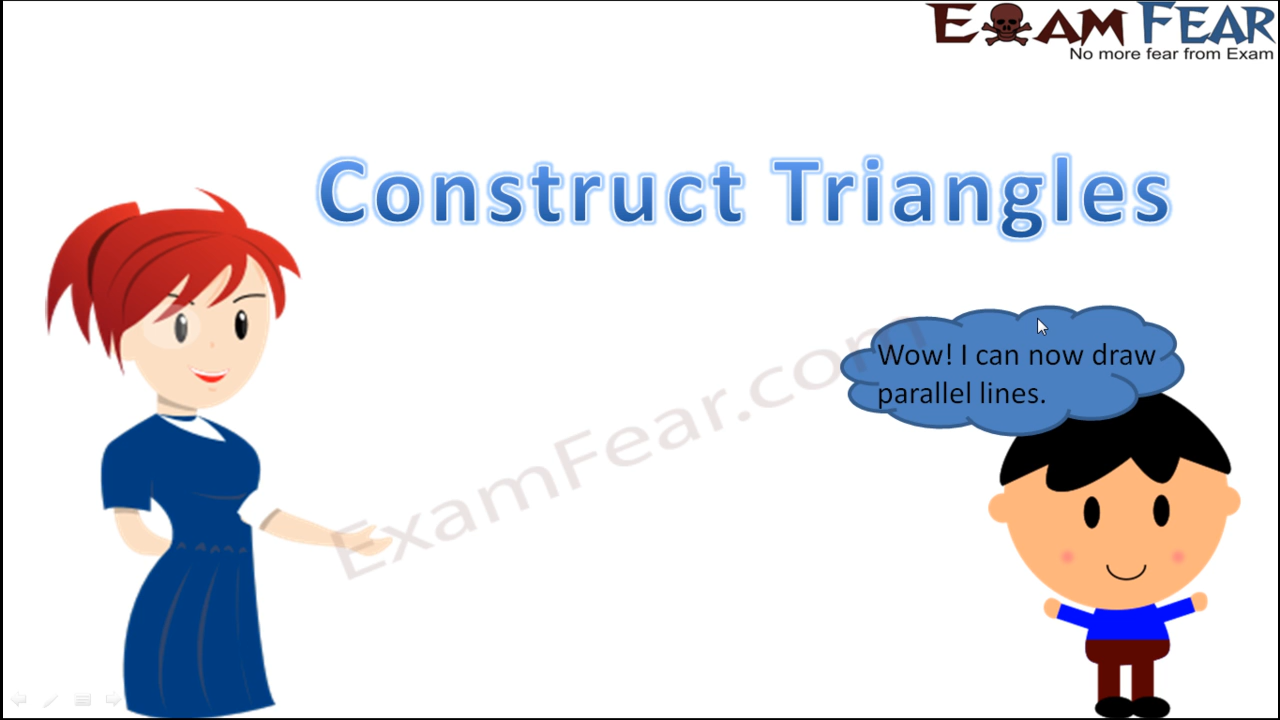 EXAM FEAR
No more fear from Exam
Construct Triangles
Wow! I can now draw
parallel lines.
ExamFear.com